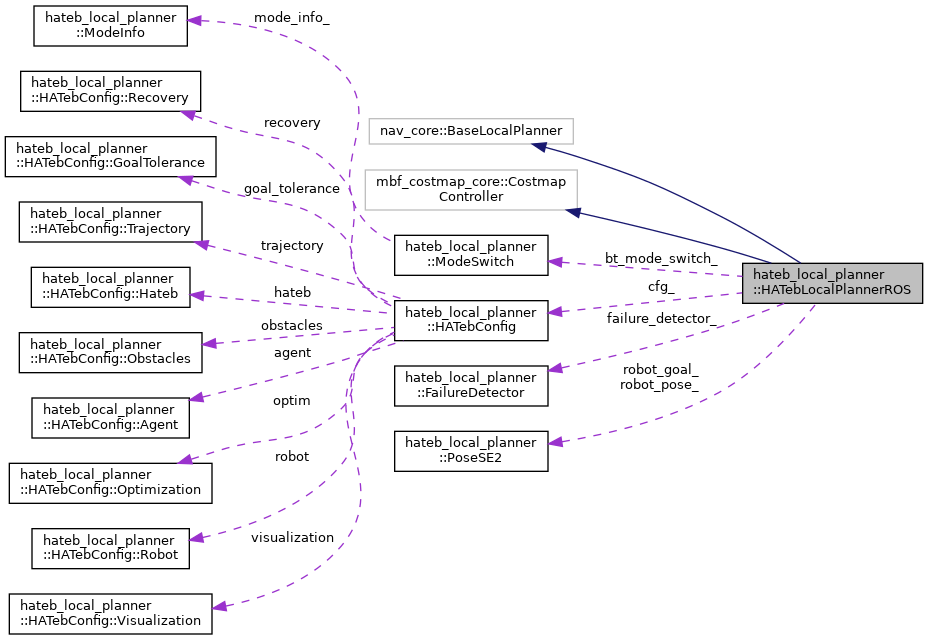 hateb_local_planner
::ModeInfo
hateb_local_planner
::HATebConfig::Recovery
hateb_local_planner
::HATebConfig::GoalTolerance
hateb_local_planner
::HATebConfig::Trajectory
hateb_local_planner
::HATebConfig::Hateb
hateb_local_planner
::HATebConfig::Obstacles
hateb_local_planner
::HATebConfig::Agent
hateb_local_planner
::HATebConfig::Optimization
hateb_local_planner
::HATebConfig::Robot
hateb_local_planner
::HATebConfig::Visualization
mode_info_
recovery
goal_tolerance
trajectory
hateb
obstacles
agent
optim
robot
visualization
nav_core::BaseLocalPlanner
mbf_costmap_core::Costmap
Controller
hateb_local_planner
::ModeSwitch
hateb_local_planner
::HATebConfig
hateb_local_planner
::FailureDetector
hateb_local_planner
::PoseSE2
bt_mode_switch_
cfg_
failure_detector_
robot_goal_
robot_pose_
hateb_local_planner
::HATebLocalPlannerROS